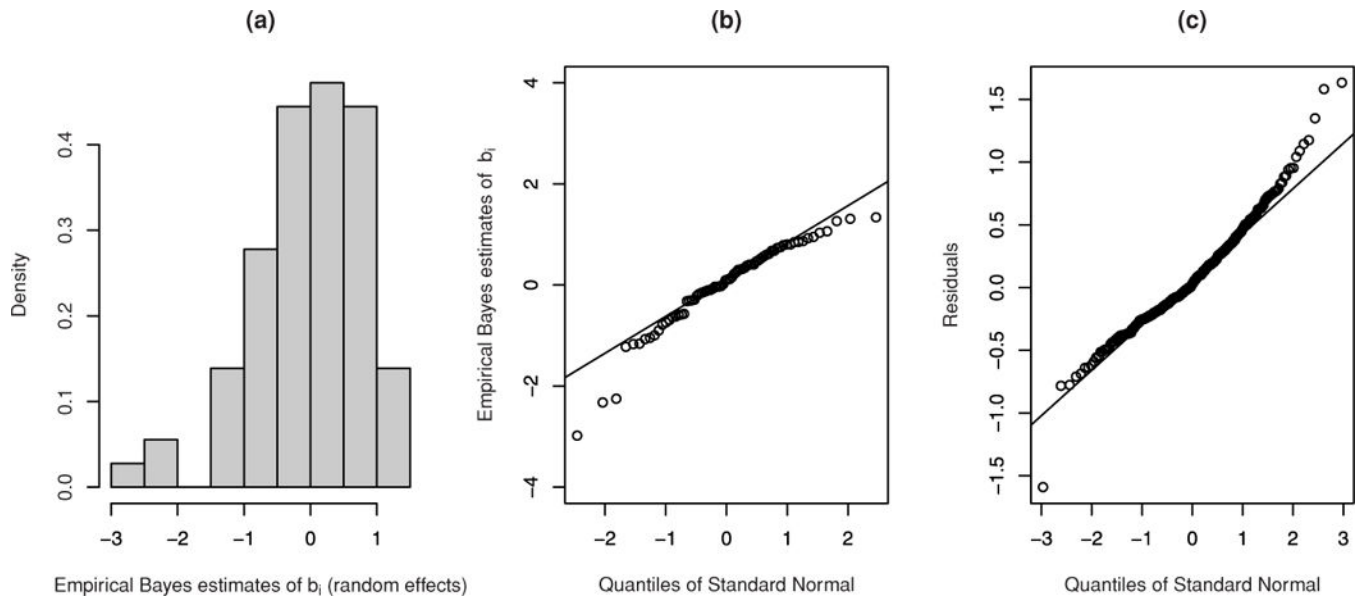 (a)
Density
0.0 0.1 0.2 0.3 0.4
−3 −2 −1 0 1
Empirical Bayes estimates of bi (random effects)
(b)
Empirical Bayes estimates of bi
−4 −2 0 2 4
−2 −1 0 1 2
Quantiles of Standard Normal
(c)
Residuals
−1.5 −1.0 −0.5 0.0 0.5 1.0 1.5
−3 −2 −1 0 1 2 3
Quantiles of Standard Normal